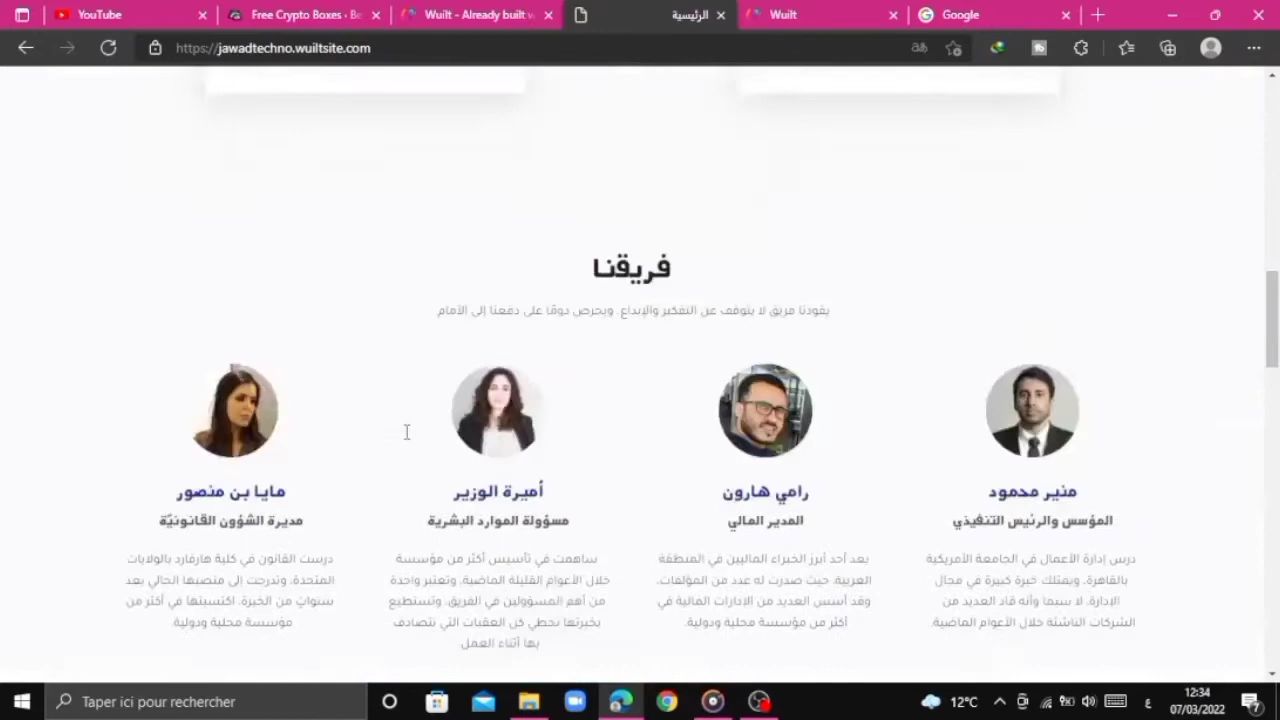 YouTube
Free Crypto Boxes • Be
Wuilt - Already built w
الرئيسية
Wuilt
Google
https://jawadtechno.wuiltsite.com
فريقنا
يقودنا فريق لا يتوقف عن التفكير والإبداع. ويحرص دومًا على دفعنا إلى الأمام
منير محمود
المؤسس والرئيس التنفيذي
درس إدارة الأعمال في الجامعة الأمريكية
بالقاهرة. ويمتلك خبرة كبيرة في مجال
الإدارة. لا سيما وأنه قاد العديد من
الشركات الناشئة خلال الأعوام الماضية.
رامي هارون
المدير المالي
يعد أحد أبرز الخبراء الماليين في المنطقة
العربية. حيث صدرت له عدد من المؤلفات،
وقد أسس العديد من الإدارات المالية في
أكثر من مؤسسة محلية ودولية.
أميرة الوزير
مسؤولة الموارد البشرية
ساهمت في تأسيس أكثر من مؤسسة
خلال الأعوام القليلة الماضية. وتعتبر واحدة
من أهم المسؤولين في الفريق. وتستطيع
بخبرتها تخطي كل العقبات التي تتصادف
بها أثناء العمل
مايا بن منصور
مديرة الشؤون القانونيّة
درست القانون في كلية هارفارد بالولايات
المتحدة. وتدرجت إلى منصبها الحالي بعد
سنواتٍ من الخبرة. اكتسبتها في أكثر من
مؤسسة محلية ودولية.
Taper ici pour rechercher
12°C
ع
12:34
07/03/2022
7